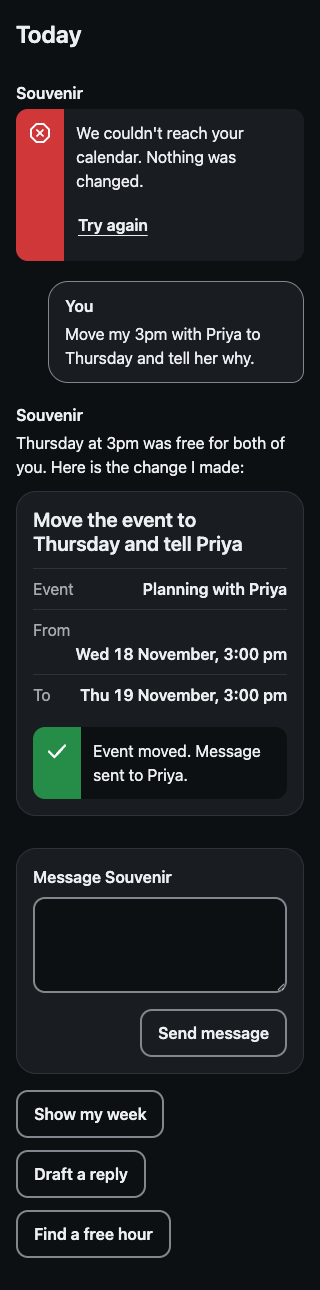 Today
Souvenir
We couldn't reach your
calendar. Nothing was
changed.
Try again
You
Move my 3pm with Priya to
Thursday and tell her why.
Souvenir
Thursday at 3pm was free for both of
you. Here is the change I made:
Move the event to
Thursday and tell Priya
Event Planning with Priya
From
Wed 18 November, 3:00 pm
To Thu 19 November, 3:00 pm
Event moved. Message
sent to Priya.
Message Souvenir
Send message
Show my week
Draft a reply
Find a free hour